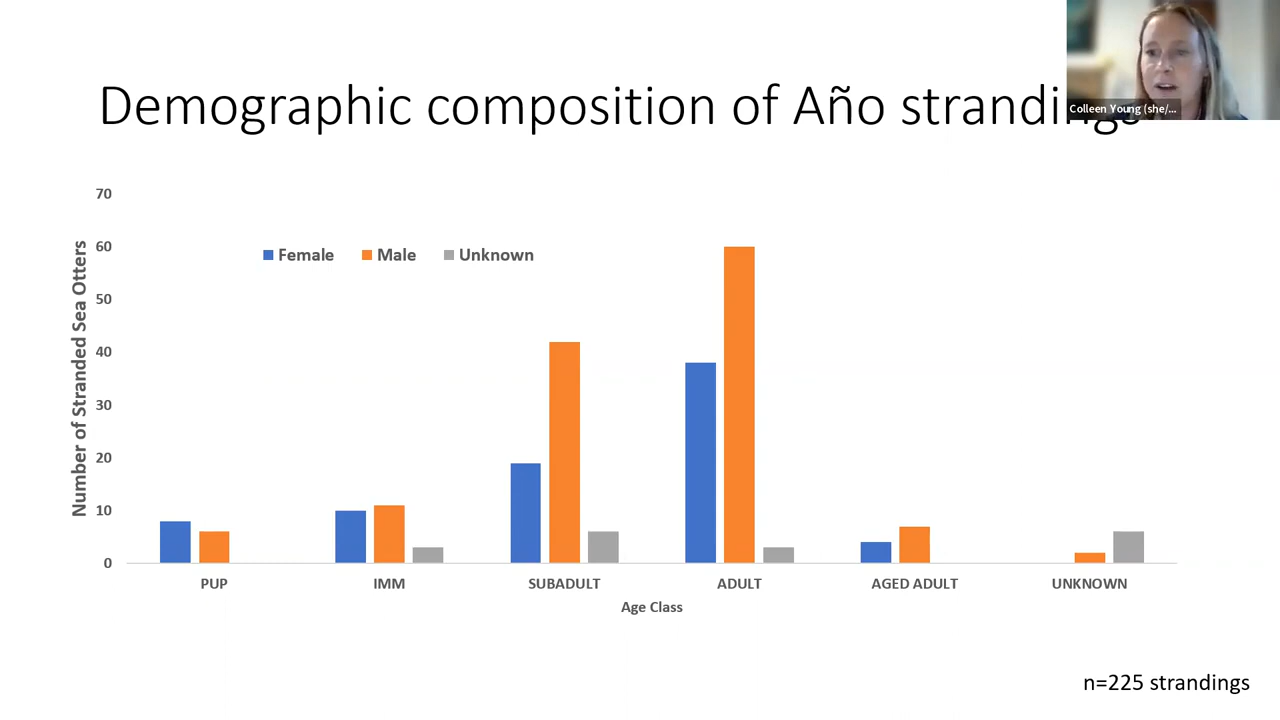 Demographic composition of Año strandings
Colleen Young (she/...
70
60
50
40
30
20
10
0
Number of Stranded Sea Otters
Female Male Unknown
PUP IMM SUBADULT ADULT AGED ADULT UNKNOWN
Age Class
n=225 strandings